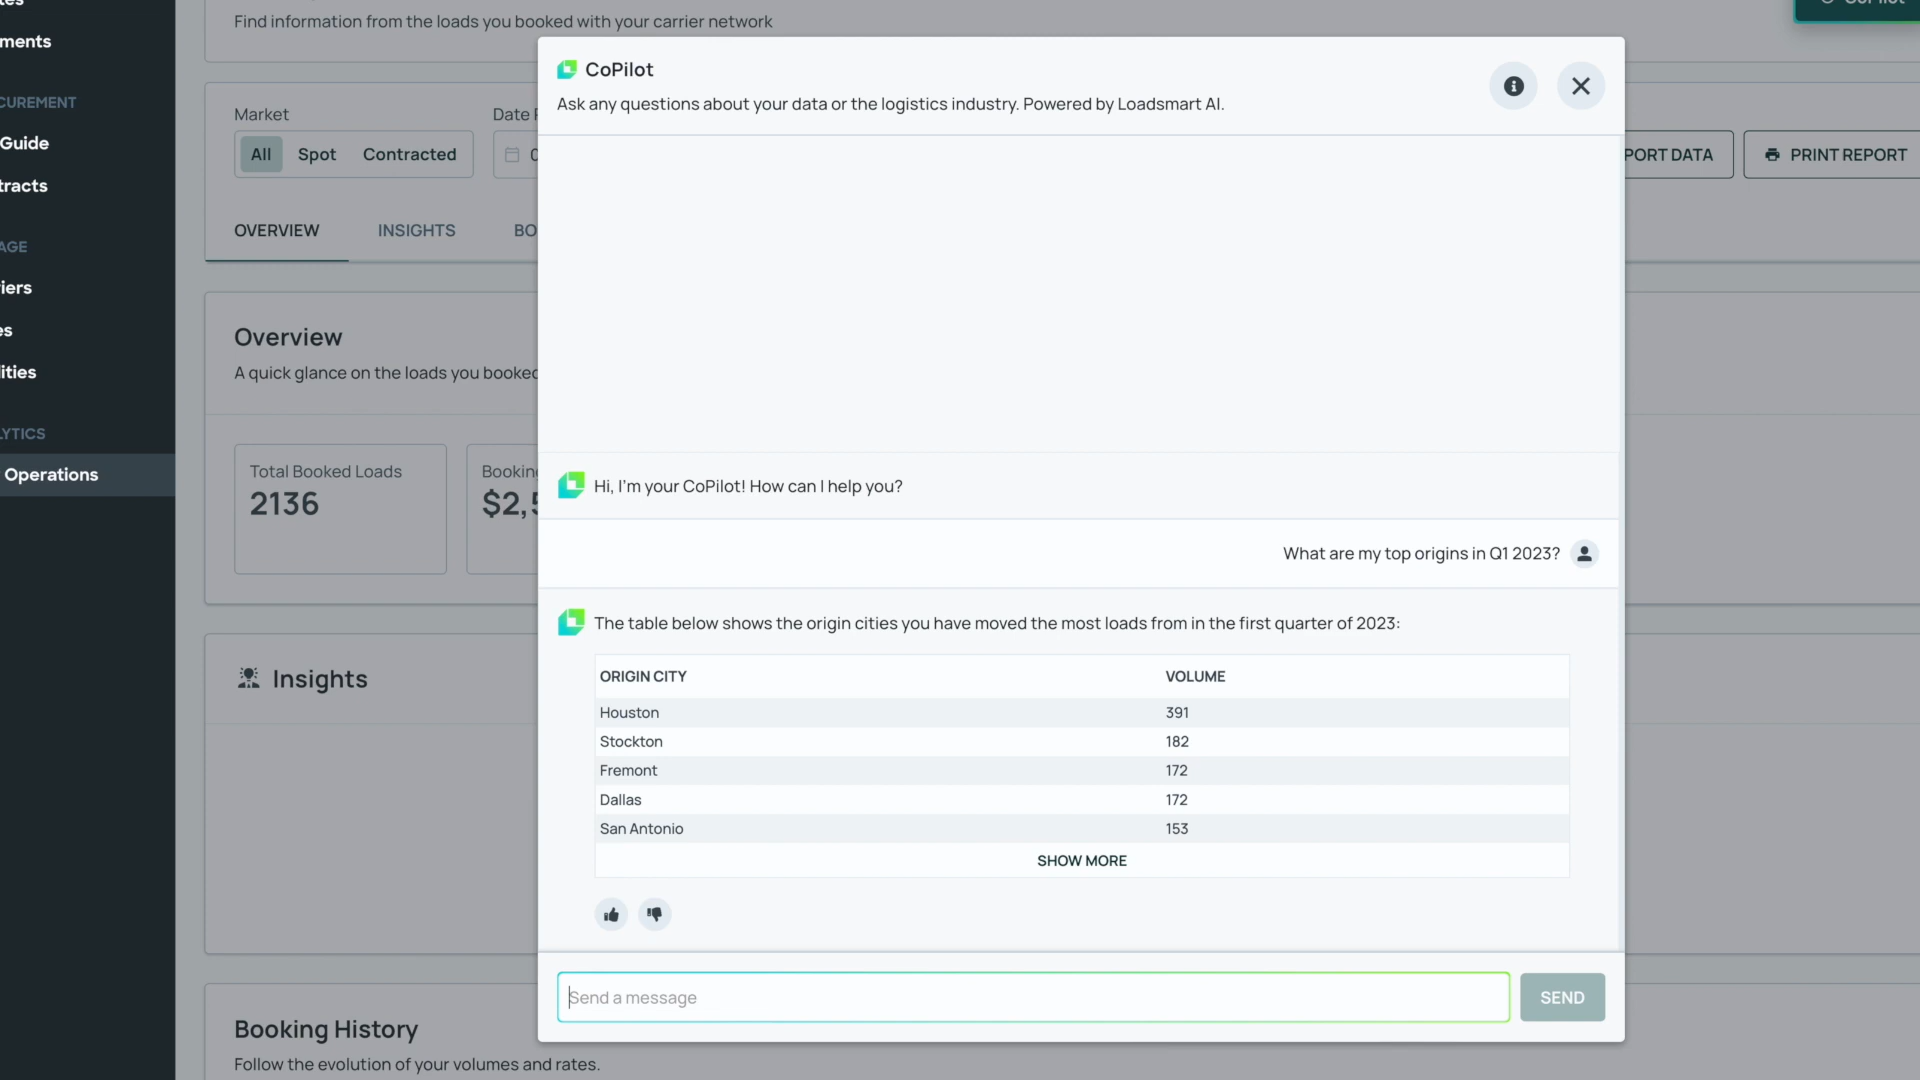 Find information from the loads you booked with your carrier network
CoPilot
Ask any questions about your data or the logistics industry. Powered by Loadsmart AI.
Market
Date
All
Spot
Contracted
PORT DATA
PRINT REPORT
OVERVIEW
INSIGHTS
BO
ments
CUREMENT
Guide
tracts
AGE
iers
es
lities
LYTICS
Operations
Overview
A quick glance on the loads you booked
Total Booked Loads
2136
Booking
$2,5
Insights
Booking History
Follow the evolution of your volumes and rates.
Hi, I'm your CoPilot! How can I help you?
What are my top origins in Q1 2023?
The table below shows the origin cities you have moved the most loads from in the first quarter of 2023:
ORIGIN CITY VOLUME
Houston 391
Stockton 182
Fremont 172
Dallas 172
San Antonio 153
SHOW MORE
Send a message
SEND